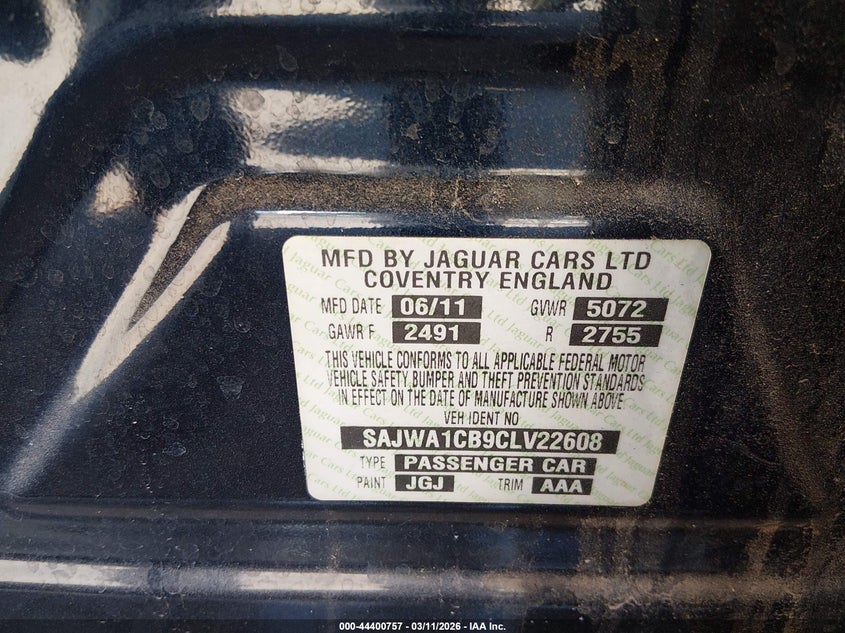 MFD BY JAGUAR CARS LTD
COVENTRY ENGLAND
MFD DATE 06/11 GVWR 5072
GAWR F 2491 R 2755
THIS VEHICLE CONFORMS TO ALL APPLICABLE FEDERAL MOTOR
VEHICLE SAFETY, BUMPER AND THEFT PREVENTION STANDARDS
IN EFFECT ON THE DATE OF MANUFACTURE SHOWN ABOVE
VEH IDENT NO
SAJWA1CB9CLV22608
TYPE PASSENGER CAR
PAINT JGJ TRIM AAA
000-44400757 - 03/11/2026 - IAA Inc.